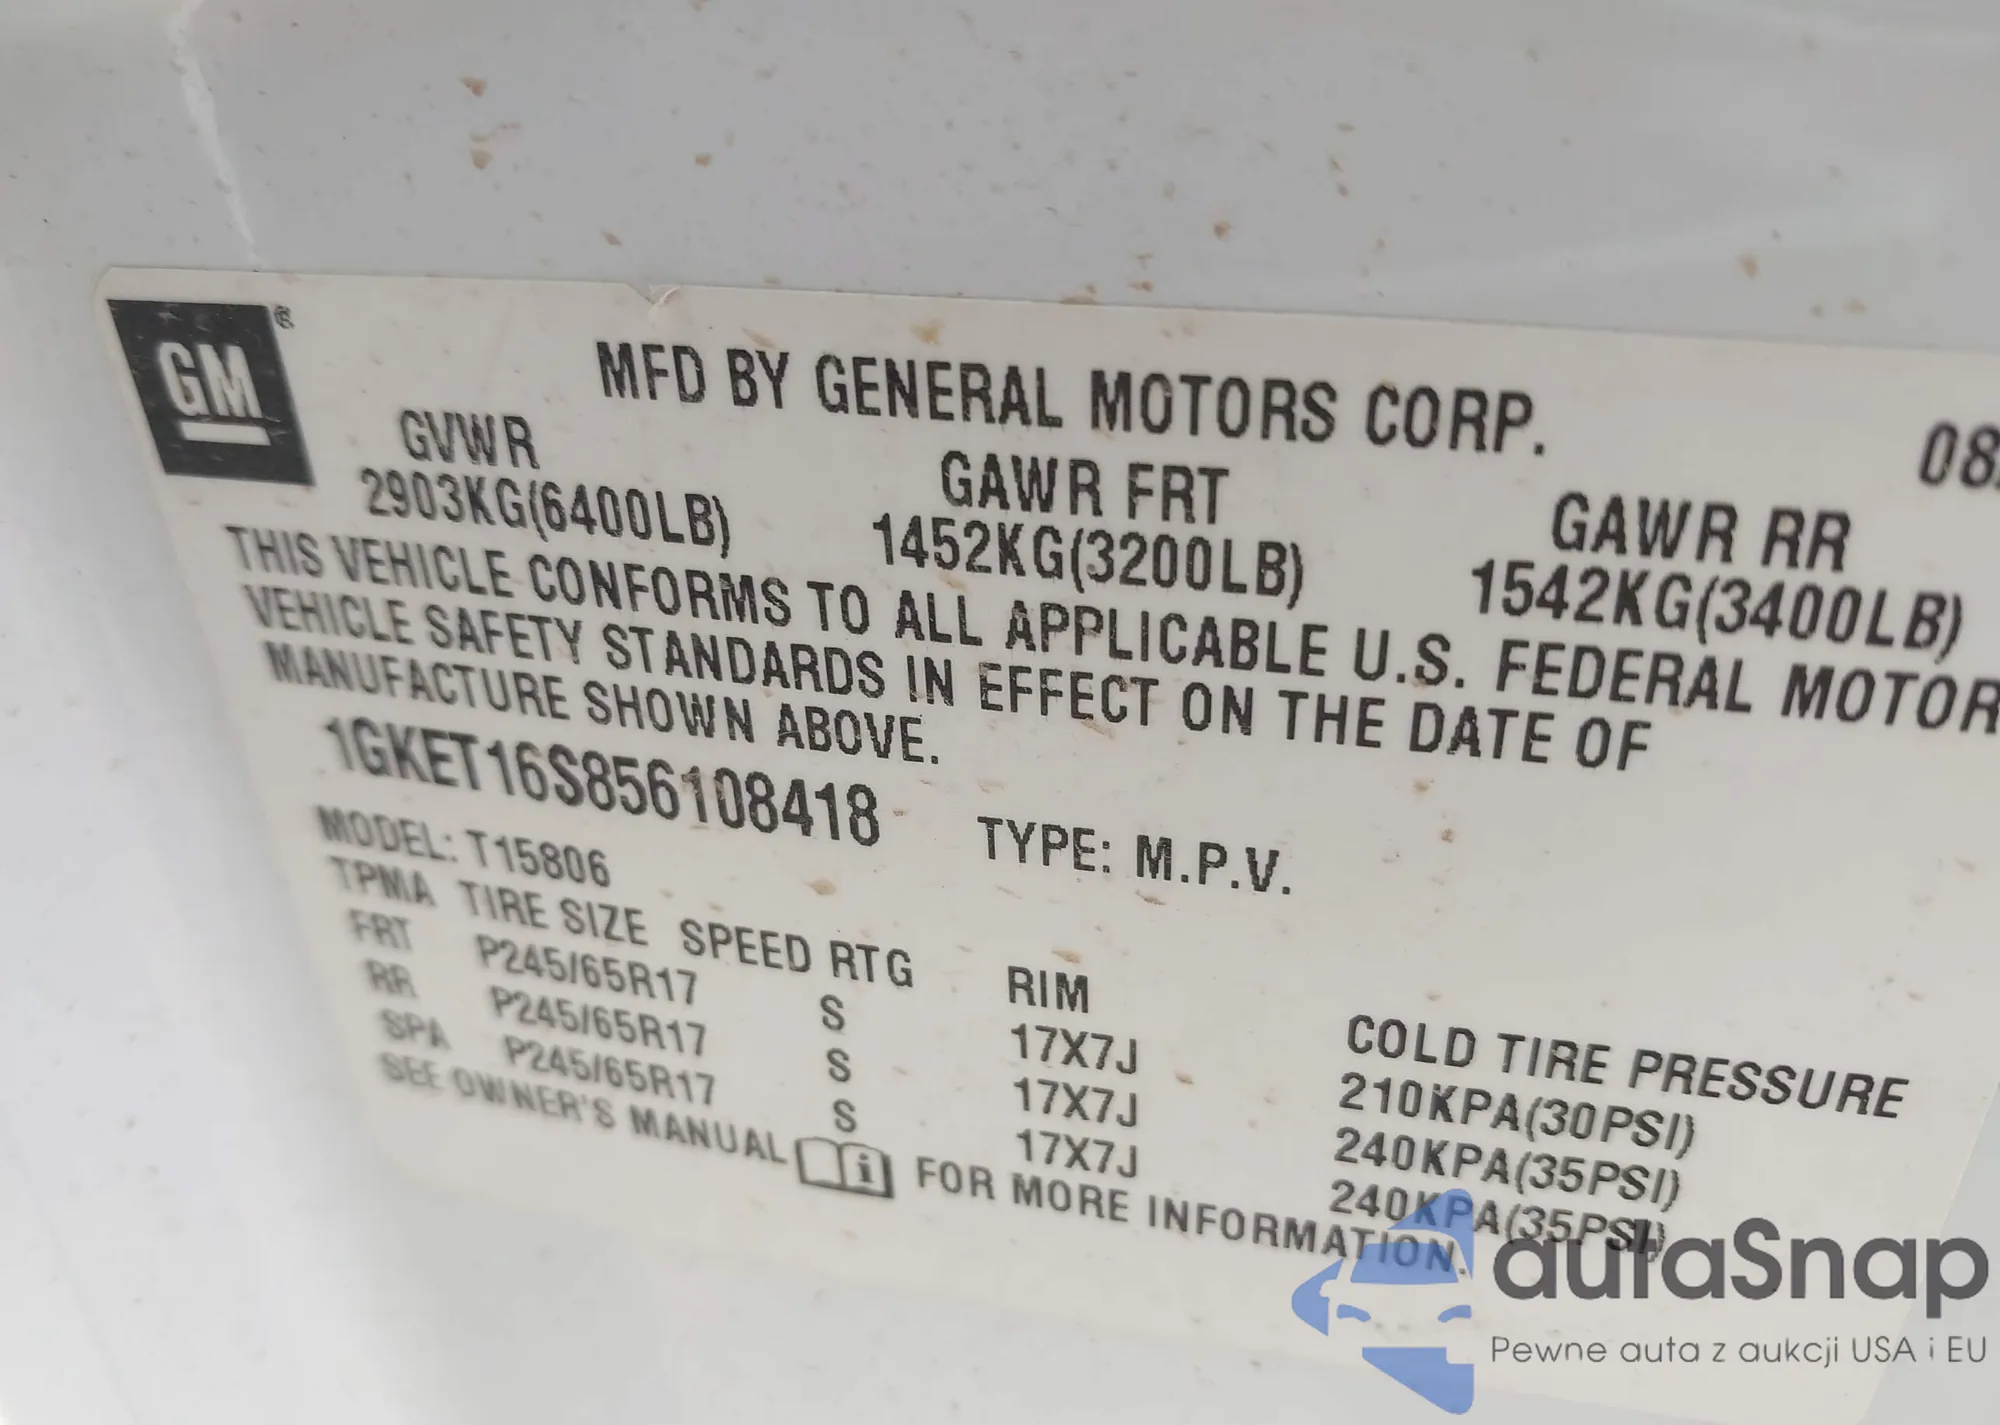 GM®
MFD BY GENERAL MOTORS CORP.
08
GVWR GAWR FRT GAWR RR
2903KG(6400LB) 1452KG(3200LB) 1542KG(3400LB)
THIS VEHICLE CONFORMS TO ALL APPLICABLE U.S. FEDERAL MOTOR
VEHICLE SAFETY STANDARDS IN EFFECT ON THE DATE OF
MANUFACTURE SHOWN ABOVE.
1GKET16S856108418 TYPE: M.P.V.
MODEL: T15806
TPMA TIRE SIZE SPEED RTG RIM COLD TIRE PRESSURE
FRT P245/65R17 S 17X7J 210KPA(30PSI)
RR P245/65R17 S 17X7J 240KPA(35PSI)
SPA P245/65R17 S 17X7J 240KPA(35PSI)
SEE OWNER'S MANUAL i FOR MORE INFORMATION.
autaSnap
Pewne auta z aukcji USA i EU